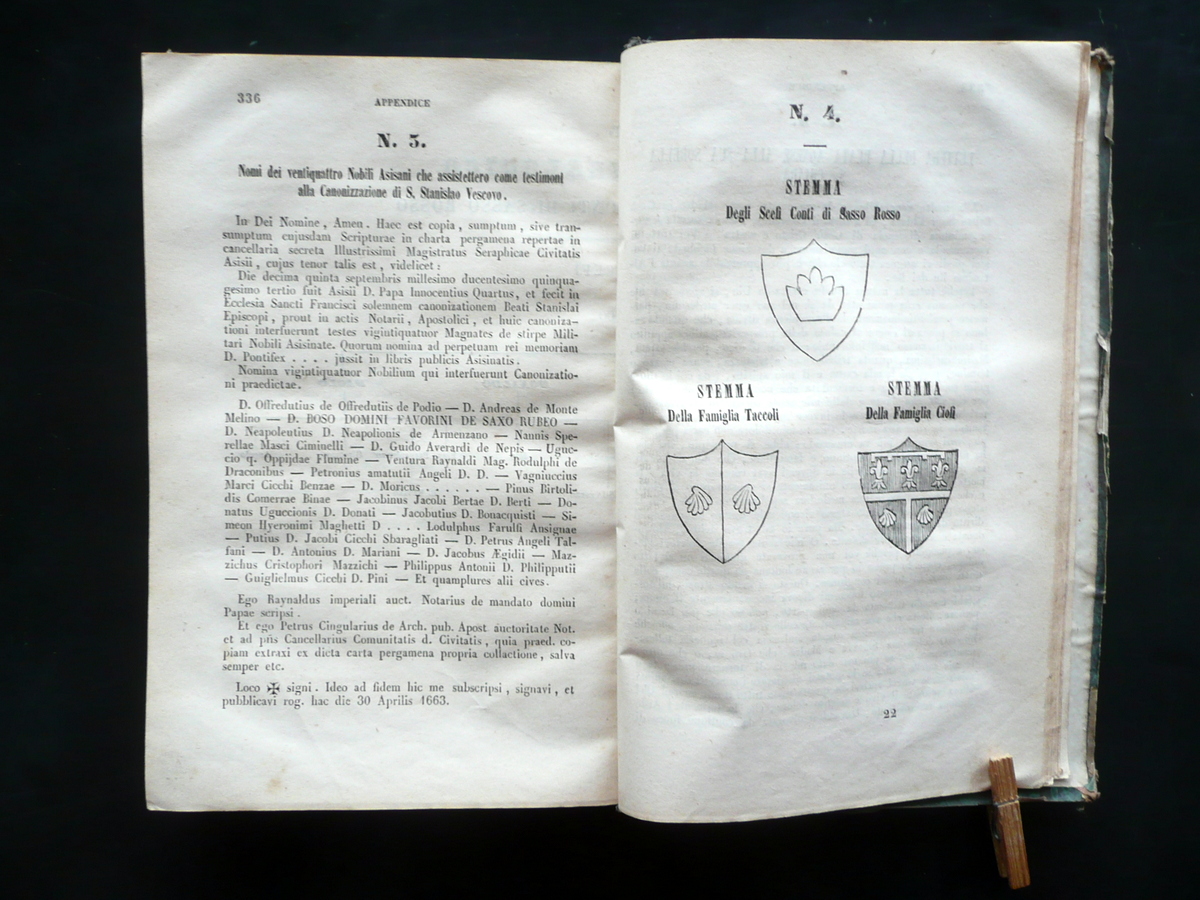 336
APPENDICE
N. 3.
Nomi dei ventiquattro Nobili Asisani che assistettero come testimoni
alla Canonizzazione di S. Stanislao Vescovo.
In Dei Nomine, Amen. Haec est copia, sumptum, sive tran-
sumptum cujusdam Scripturae in charta pergamena repertae in
cancellaria secreta Illustrissimi Magistratus Seraphicae Civitatis
Asisii, cujus tenor talis est, videlicet:
Die decima quinta septembris millesimo ducentesimo quinqua-
gesimo tertio fuit Asisii D. Papa Innocentius Quartus, et fecit in
Ecclesia Sancti Francisci solemnem canonizationem Beati Stanislai
Episcopi, prout in actis Notarii, Apostolici, et huic canoniza-
tioni interfuerunt testes vigintiquatuor Magnates de stirpe Mili-
tari Nobili Asisinate. Quorum nomina ad perpetuam rei memoriam
D. Pontifex . . . . jussit in libris publicis Asisinatis.
Nomina vigintiquatuor Nobilium qui interfuerunt Canonizatio-
ni praedictae.
D. Offredutius de Offredutiis de Podio — D. Andreas de Monte
Melino — D. BOSO DOMINI FAVORINI DE SAXO RUBEO —
D. Neapoleutius D. Neapolionis de Armenzano — Nannis Spe-
rellae Masci Ciminelli — D. Guido Averardi de Nepis — Uguc-
cio q. Oppijdae Flumine — Ventura Raynaldi Mag. Rodulphi de
Draconibus — Petronius amatutii Angeli D. D. — Vagniuccius
Marci Cicchi Benzae — D. Moricus . . . . . . — Pinus Birtoli-
dis Comerrae Binae — Jacobinus Jacobi Bertae D. Berti — Do-
natus Uguccionis D. Donati — Jacobutius D. Bonacquisti — Si-
meon Hyeronimi Maghetti D . . . . Lodulphus Farulfi Ansignae
— Putius D. Jacobi Cicchi Sbaragliati — D. Petrus Angeli Tal-
fani — D. Antonius D. Mariani — D. Jacobus Ægidii — Maz-
zichus Cristophori Mazzichi — Philippus Antonii D. Philipputii
— Guiglielmus Cicchi D. Pini — Et quamplures alii cives.
Ego Raynaldus imperiali auct. Notarius de mandato domini
Papae scripsi.
Et ego Petrus Cingularius de Arch. pub. Apost auctoritate Not.
et ad pñs Cancellarius Comunitatis d. Civitatis, quia praed. co-
piam extraxi ex dicta carta pergamena propria collactione, salva
semper etc.
Loco ✠ signi. Ideo ad fidem hic me subscripsi, signavi, et
pubblicavi rog. hac die 30 Aprilis 1663.
N. 4.
STEMMA
Degli Scefi Conti di Sasso Rosso
STEMMA
Della Famiglia Taccoli
STEMMA
Della Famiglia Ciofi
22